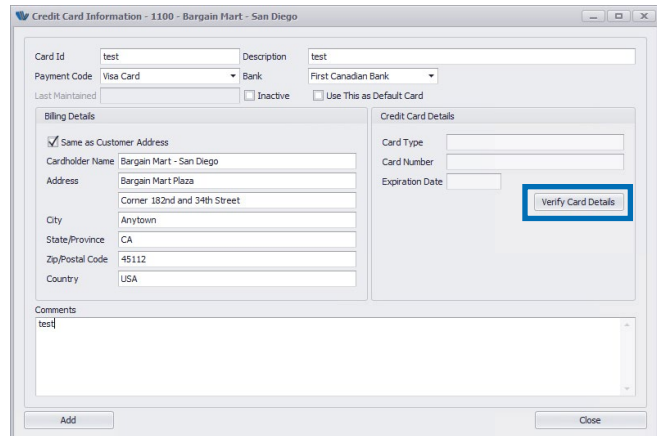 Credit Card Information - 1100 - Bargain Mart - San Diego
Card Id test Description test
Payment Code Visa Card Bank First Canadian Bank
Last Maintained Inactive Use This as Default Card
Billing Details
Same as Customer Address
Cardholder Name Bargain Mart - San Diego
Address Bargain Mart Plaza
Corner 182nd and 34th Street
City Anytown
State/Province CA
Zip/Postal Code 45112
Country USA
Credit Card Details
Card Type
Card Number
Expiration Date
Verify Card Details
Comments
test
Add Close